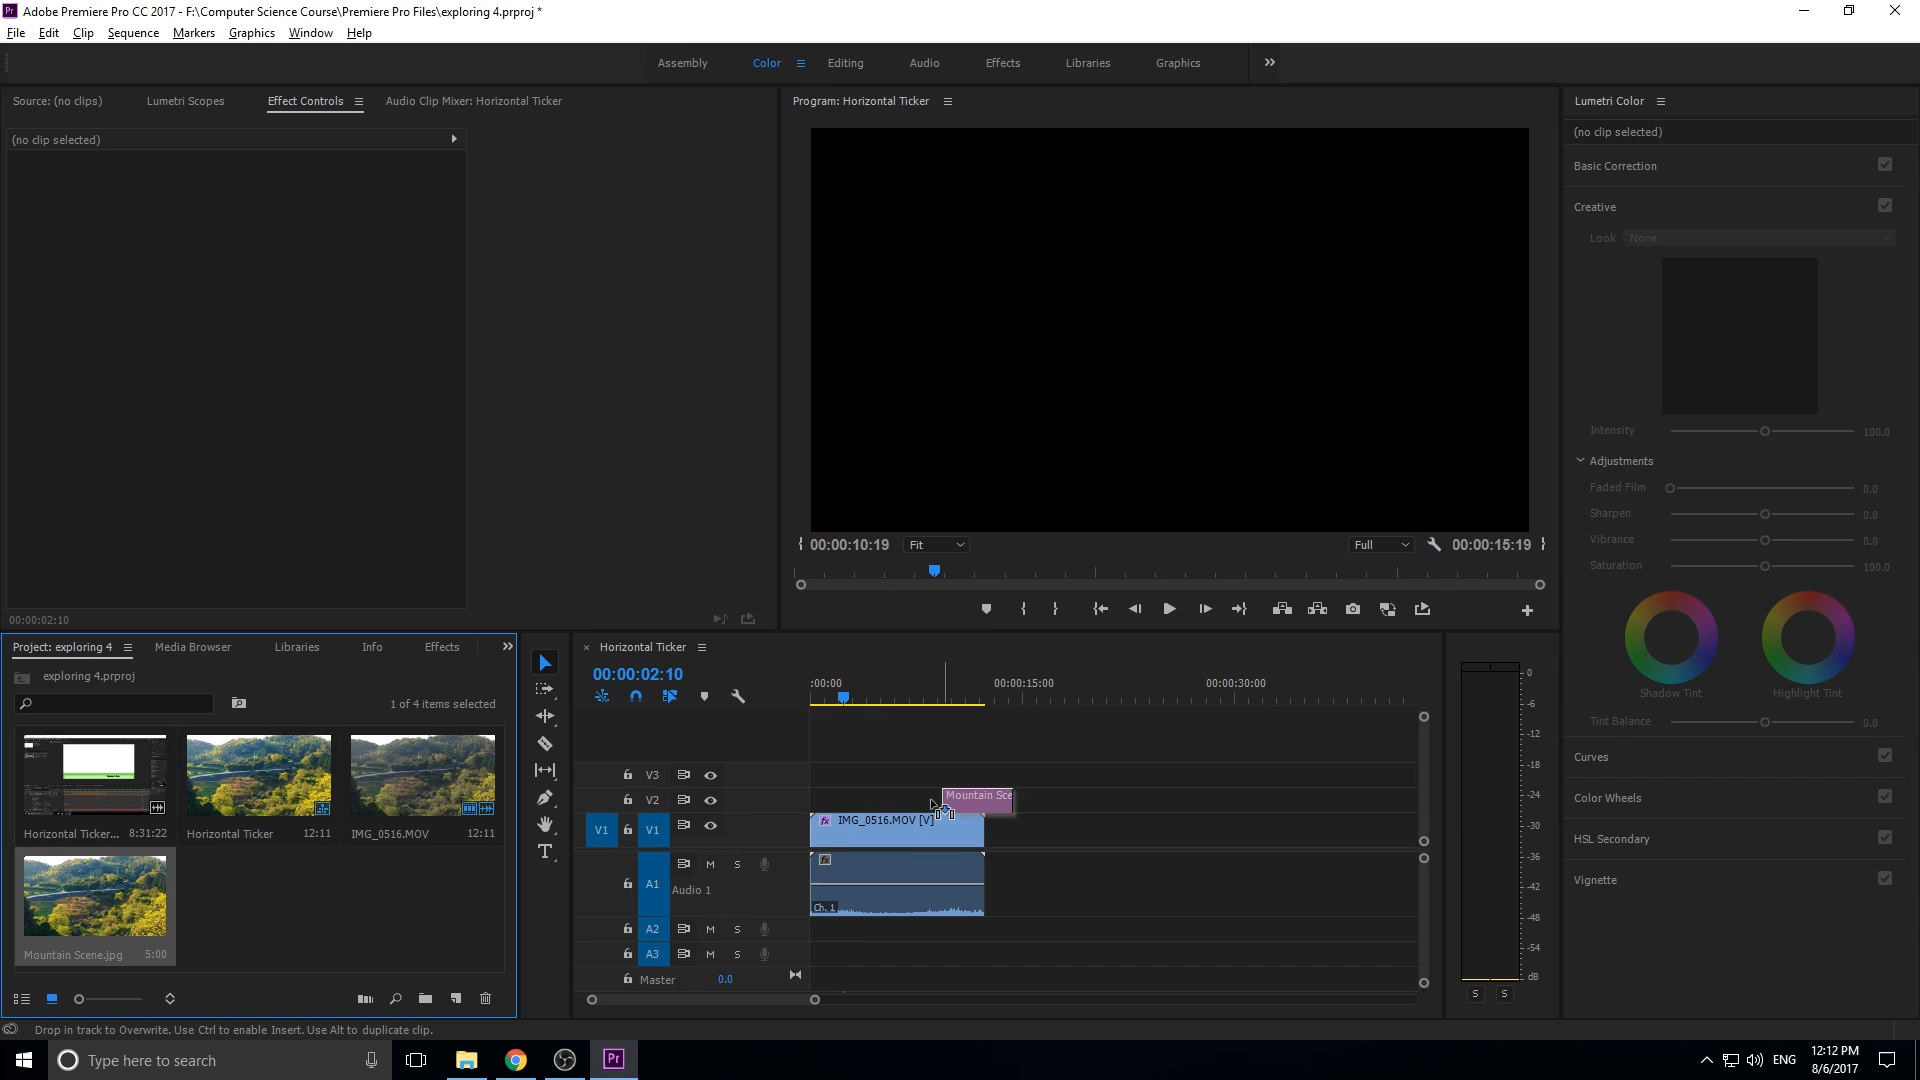 Pr Adobe Premiere Pro CC 2017 - F:\Computer Science Course\Premiere Pro Files\exploring 4.prproj *
File Edit Clip Sequence Markers Graphics Window Help
Assembly Color Editing Audio Effects Libraries Graphics
Source: (no clips) Lumetri Scopes Effect Controls Audio Clip Mixer: Horizontal Ticker
(no clip selected)
00:00:02:10
Program: Horizontal Ticker
00:00:10:19 Fit Full 00:00:15:19
Lumetri Color
(no clip selected)
Basic Correction
Creative
Look None
Intensity 100.0
Adjustments
Faded Film 0.0
Sharpen 0.0
Vibrance 0.0
Saturation 100.0
Shadow Tint Highlight Tint
Tint Balance 0.0
Curves
Color Wheels
HSL Secondary
Vignette
Project: exploring 4 Media Browser Libraries Info Effects
exploring 4.prproj
1 of 4 items selected
Horizontal Ticker... 8:31:22 Horizontal Ticker 12:11 IMG_0516.MOV 12:11
Mountain Scene.jpg 5:00
Horizontal Ticker
00:00:02:10
:00:00 00:00:15:00 00:00:30:00
V3
V2 Mountain Sce
V1 V1 fx IMG_0516.MOV [V]
A1 M S fx
Audio 1
Ch. 1
A2 M S
A3 M S
Master 0.0
0
-6
-12
-18
-24
-30
-36
-42
-48
-54
dB
S S
Drop in track to Overwrite. Use Ctrl to enable Insert. Use Alt to duplicate clip.
Type here to search
Pr
ENG
12:12 PM
8/6/2017